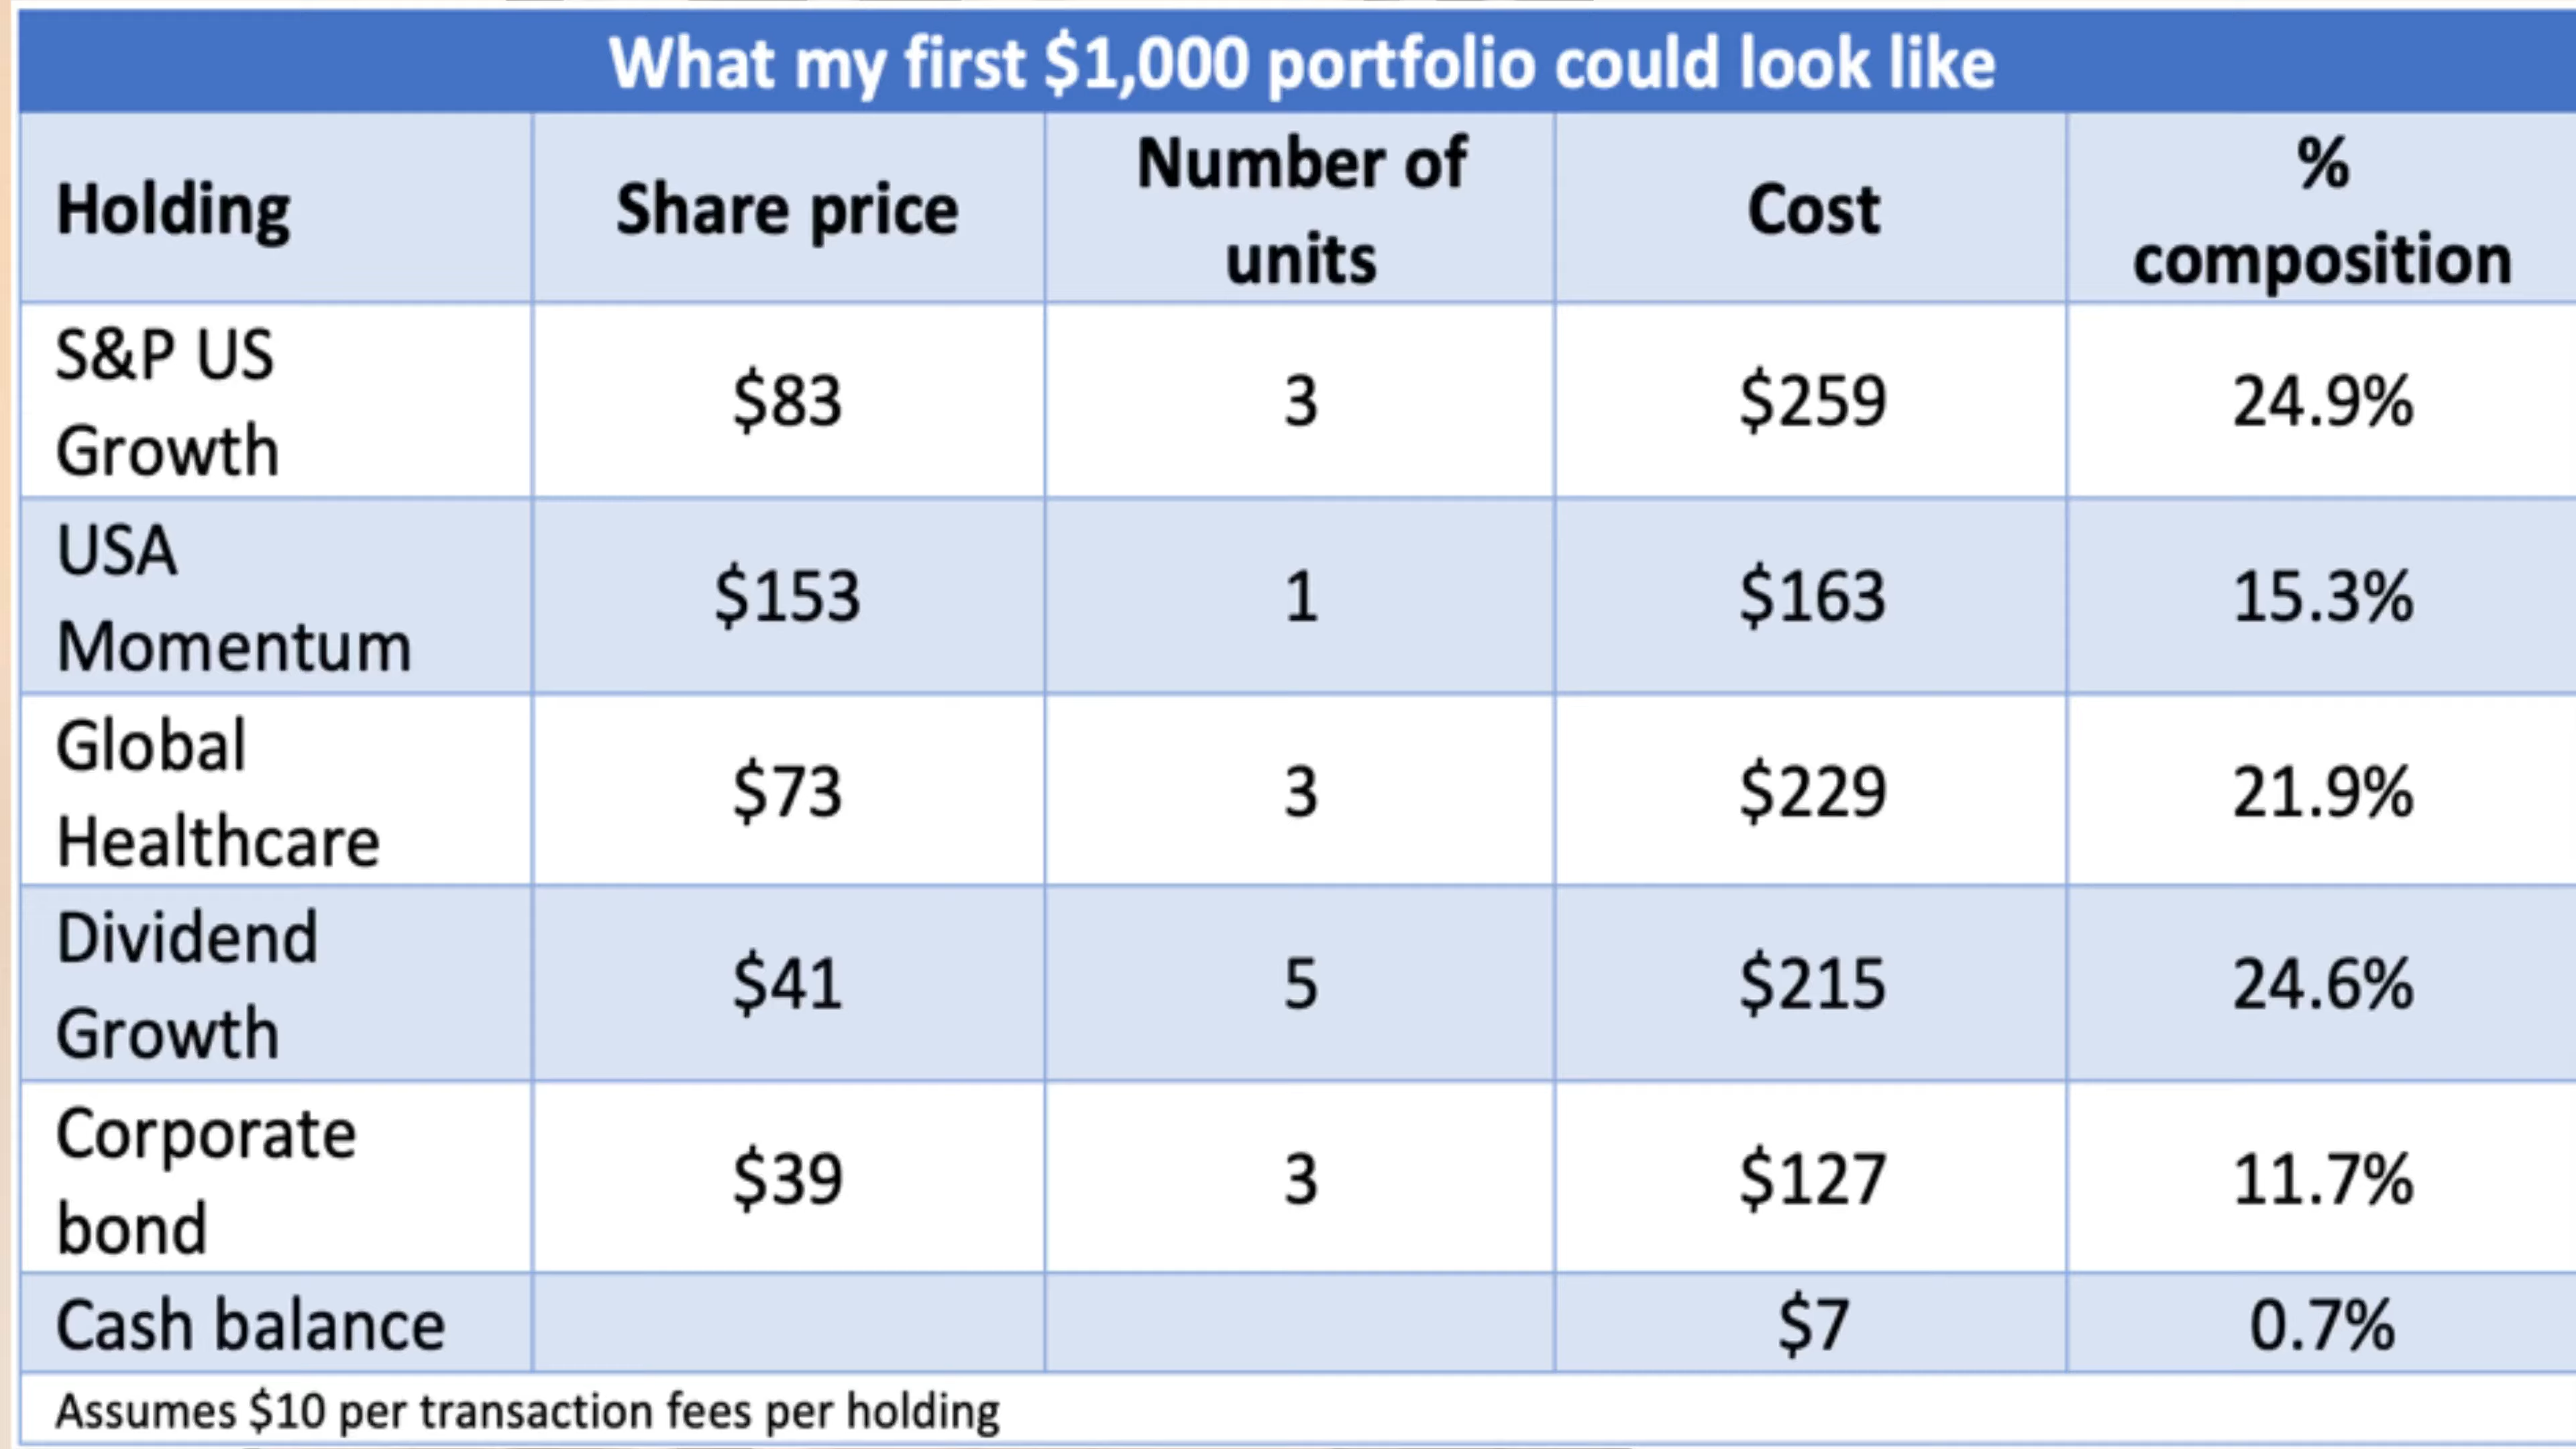 What my first $1,000 portfolio could look like
Holding Share price Number of units Cost % composition
S&P US Growth $83 3 $259 24.9%
USA Momentum $153 1 $163 15.3%
Global Healthcare $73 3 $229 21.9%
Dividend Growth $41 5 $215 24.6%
Corporate bond $39 3 $127 11.7%
Cash balance $7 0.7%
Assumes $10 per transaction fees per holding